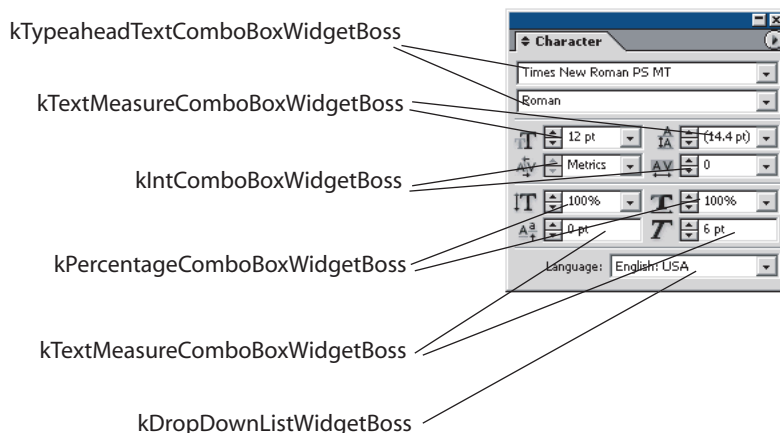 kTypeaheadTextComboBoxWidgetBoss
kTextMeasureComboBoxWidgetBoss
kIntComboBoxWidgetBoss
kPercentageComboBoxWidgetBoss
kTextMeasureComboBoxWidgetBoss
kDropDownListWidgetBoss
Character
Times New Roman PS MT
Roman
12 pt
(14.4 pt)
Metrics
0
100%
100%
0 pt
6 pt
Language: English: USA